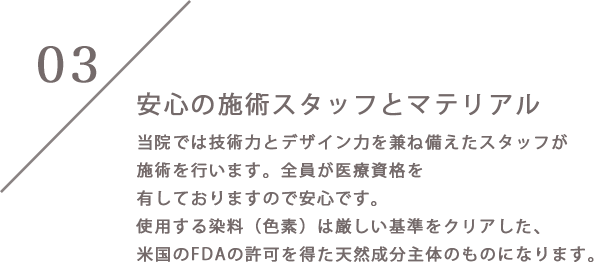 03
安心の施術スタッフとマテリアル
当院では技術力とデザイン力を兼ね備えたスタッフが
施術を行います。全員が医療資格を
有しておりますので安心です。
使用する染料（色素）は厳しい基準をクリアした、
米国のFDAの許可を得た天然成分主体のものになります。